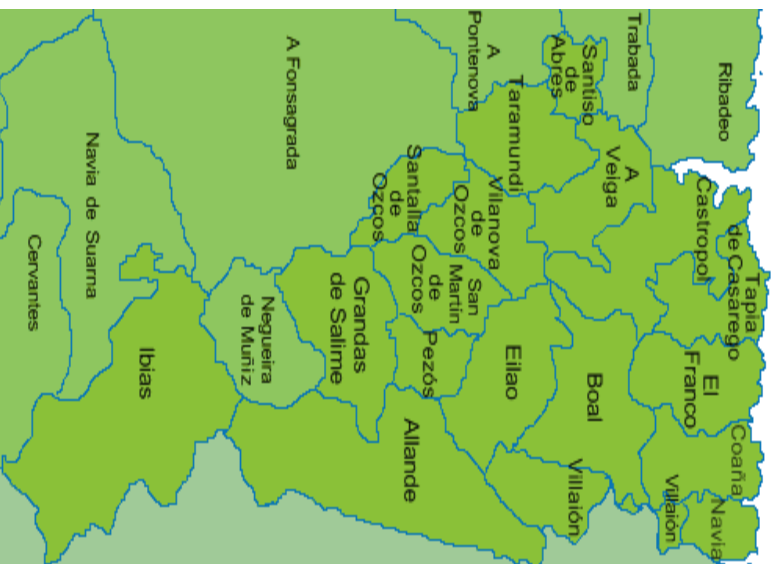 Ribadeo
Tapia
de Casarego
Coaña
Navia
Castropol
El
Franco
Villaión
Trabada
A
Veiga
Santiso
de
Abres
Boal
Villaión
Taramundi
Eilao
Vilanova
de
Ozcos
A
Pontenova
San
Martín
de
Ozcos
Pezós
Santalla
de
Ozcos
Allande
Grandas
de Salime
A Fonsagrada
Negueira
de Muñiz
Ibias
Navia de Suarna
Cervantes